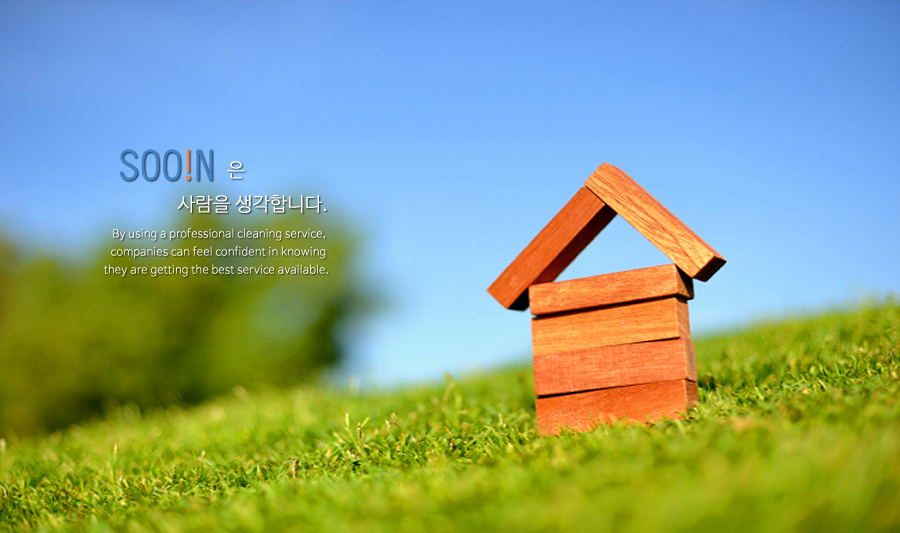 SOO!N 은
사람을 생각합니다.
By using a professional cleaning service,
companies can feel confident in knowing
they are getting the best service available.